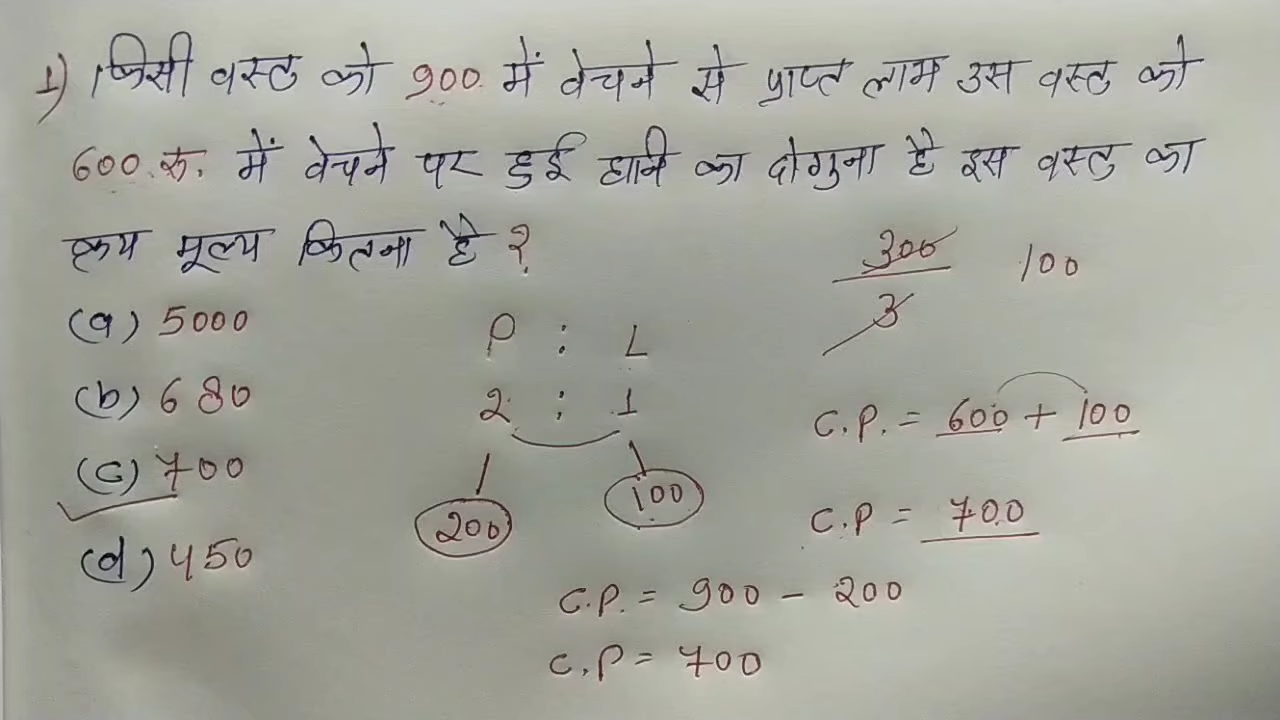 1) किसी वस्तु को 900 में बेचने से प्राप्त लाभ उस वस्तु को
600 रु. में बेचने पर हुई हानि का दोगुना है इस वस्तु का
क्रय मूल्य कितना है ?
(a) 5000
(b) 680
(c) 700
(d) 450
P : L
2 : 1
200
100
300
3
100
C.P. = 600 + 100
C.P = 700
C.P. = 900 - 200
C.P = 700